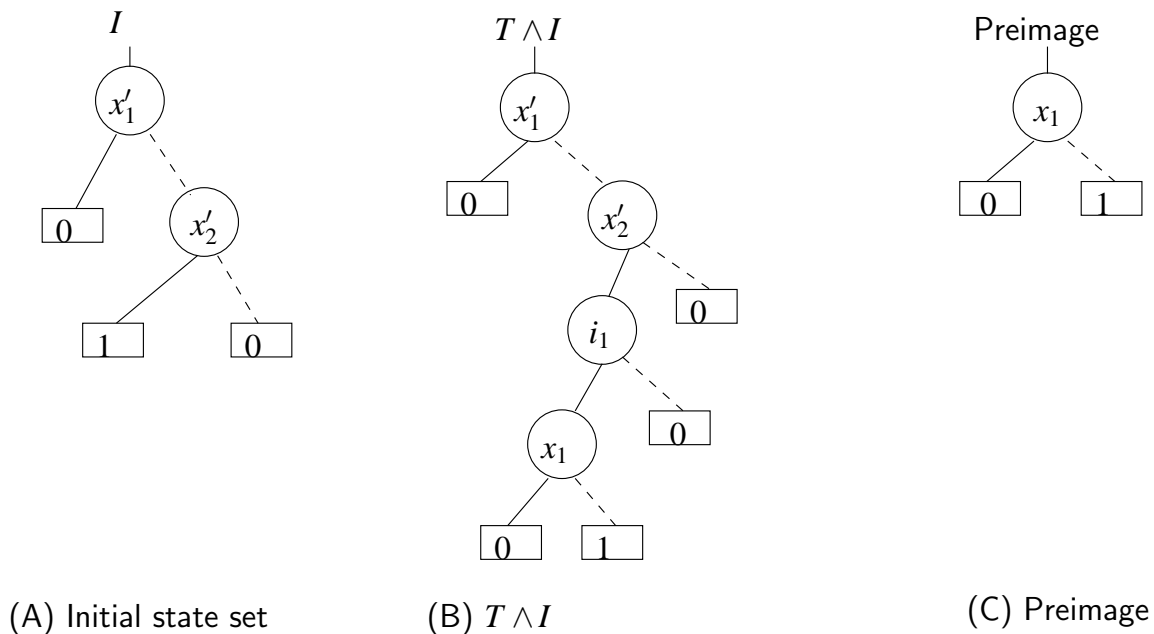 I
T ∧ I
Preimage
x′₁
x′₁
x₁
0
x′₂
0
x′₂
0
1
1
0
i₁
0
x₁
0
0
1
(A) Initial state set
(B) T ∧ I
(C) Preimage